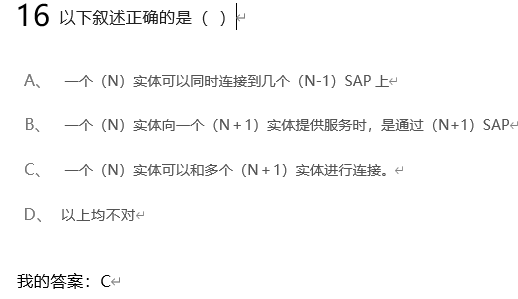 16 以下叙述正确的是（ ）
A、 一个（N）实体可以同时连接到几个（N-1）SAP 上
B、 一个（N）实体向一个（N＋1）实体提供服务时，是通过（N+1）SAP
C、 一个（N）实体可以和多个（N＋1）实体进行连接。
D、 以上均不对
我的答案：C